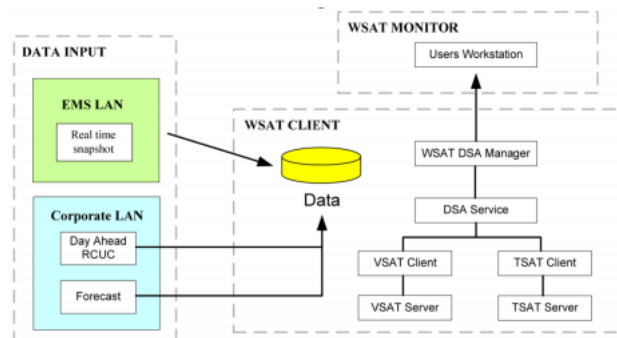 DATA INPUT
EMS LAN
Real time
snapshot
Corporate LAN
Day Ahead
RCUC
Forecast
WSAT CLIENT
Data
WSAT MONITOR
Users Workstation
WSAT DSA Manager
DSA Service
VSAT Client
TSAT Client
VSAT Server
TSAT Server